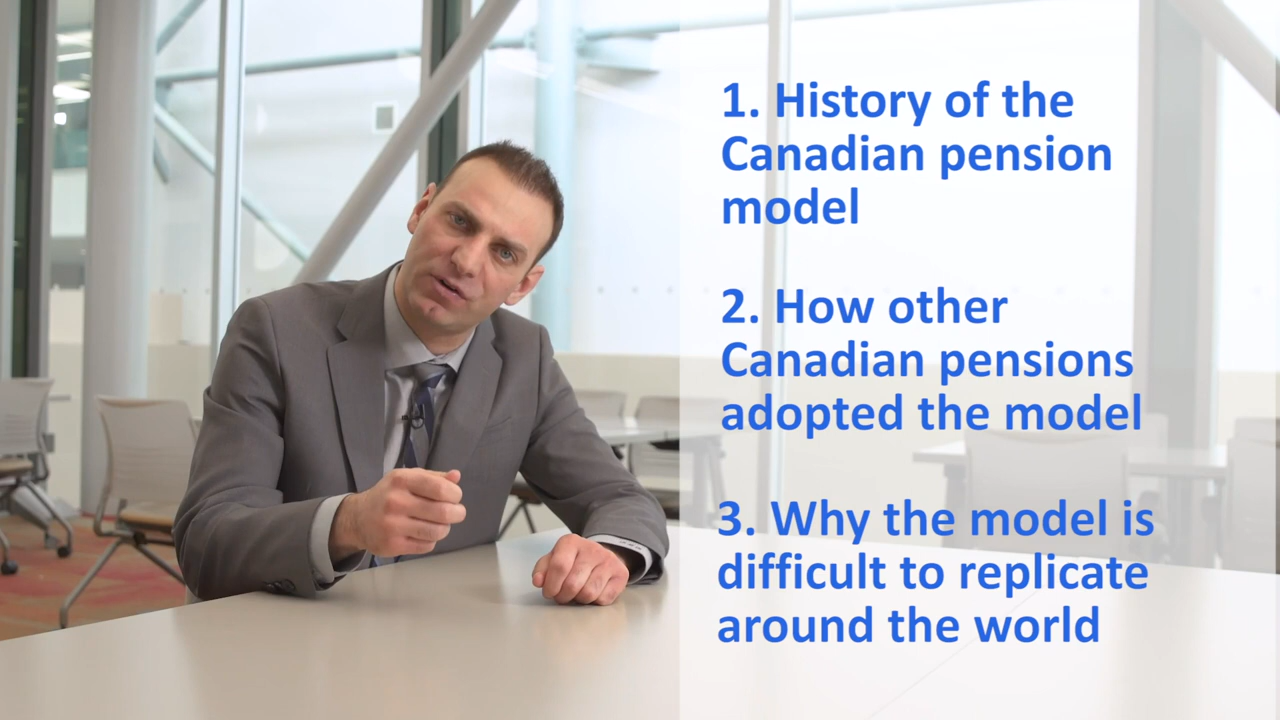 1. History of the
Canadian pension
model
2. How other
Canadian pensions
adopted the model
3. Why the model is
difficult to replicate
around the world